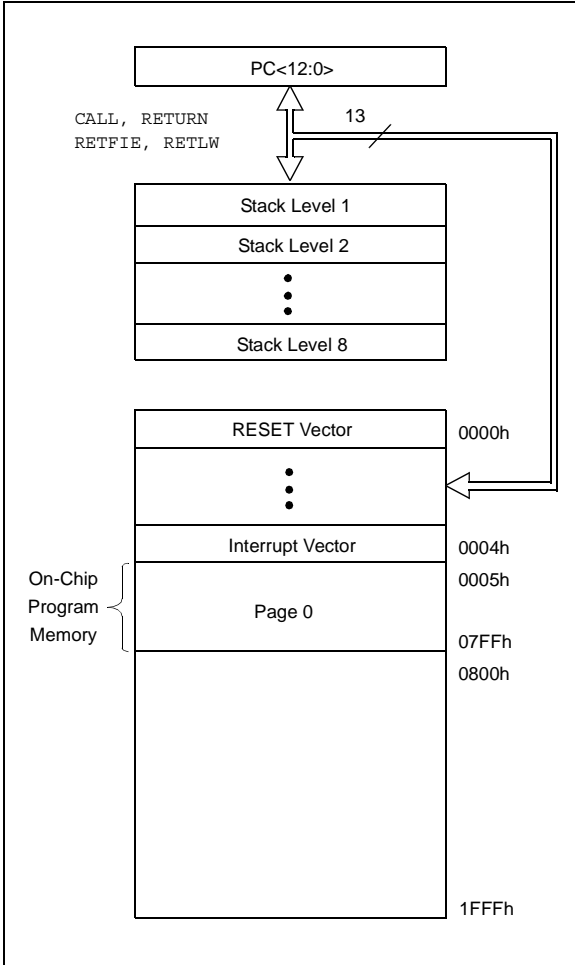 PC<12:0>
CALL, RETURN
RETFIE, RETLW
13
Stack Level 1
Stack Level 2
Stack Level 8
RESET Vector
0000h
Interrupt Vector
0004h
On-Chip
Program
Memory
Page 0
0005h
07FFh
0800h
1FFFh